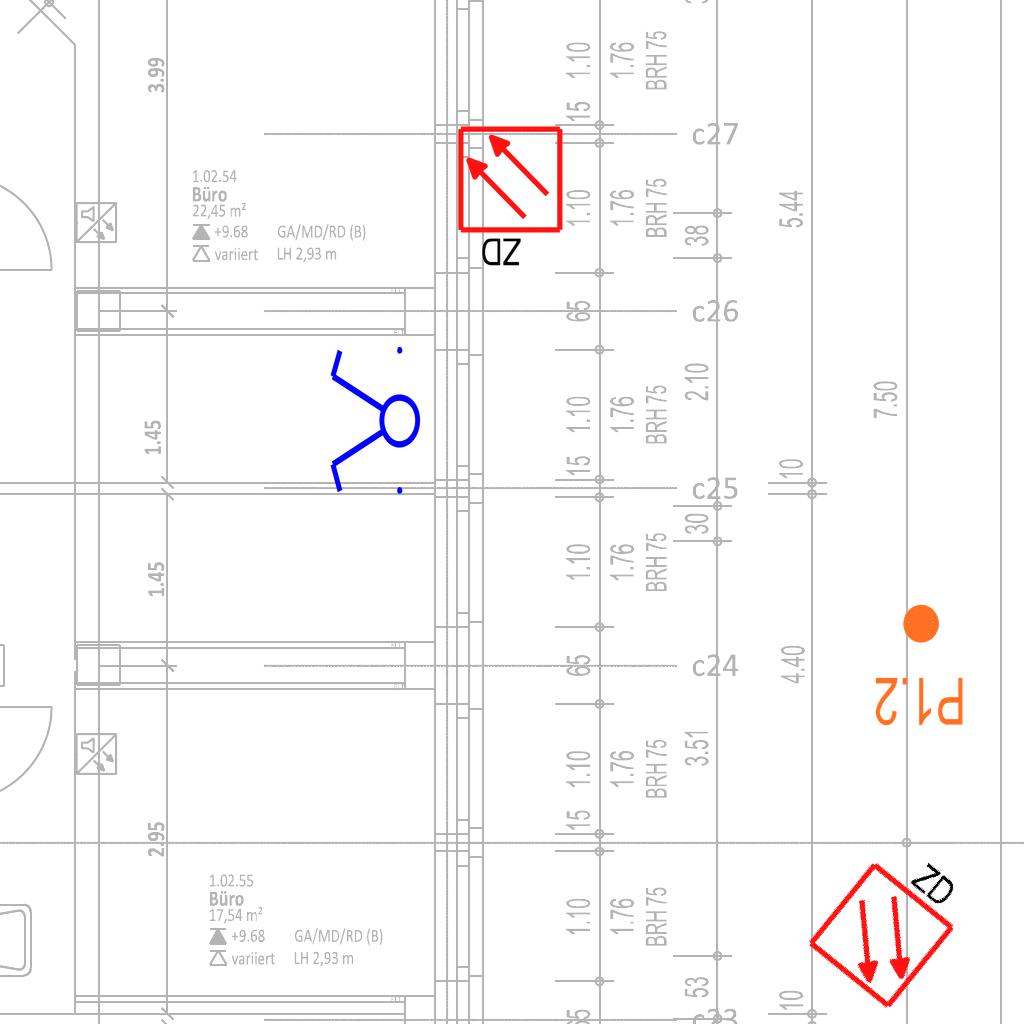 3.99
1.10
1.76
BRH 75
15
c27
1.02.54
Büro
22,45 m²
+9.68 GA/MD/RD (B)
variiert LH 2,93 m
1.10
1.76
BRH 75
38
5.44
ZD
65
c26
2.10
7.50
1.45
1.10
1.76
BRH 75
15
c25
10
30
1.45
1.10
1.76
BRH 75
65
c24
4.40
P1.2
3.51
1.10
1.76
BRH 75
15
2.95
1.02.55
Büro
17,54 m²
+9.68 GA/MD/RD (B)
variiert LH 2,93 m
1.10
1.76
BRH 75
ZD
53
10